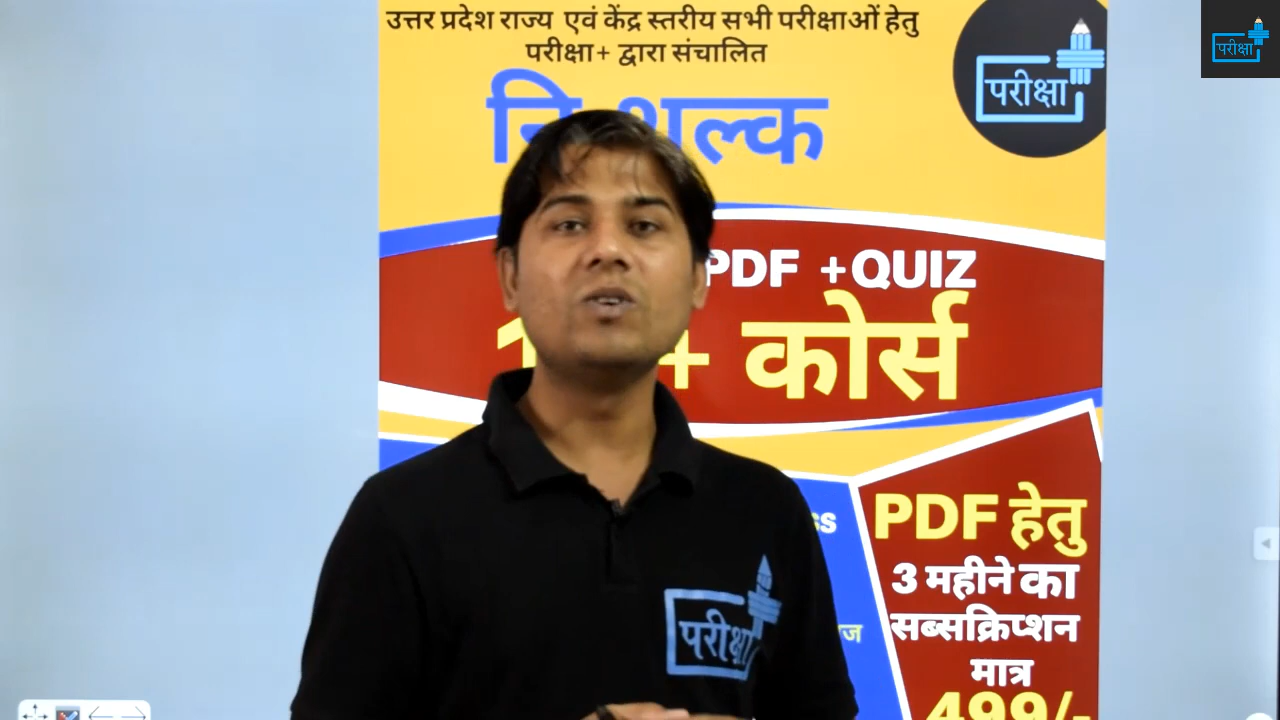 उत्तर प्रदेश राज्य एवं केंद्र स्तरीय सभी परीक्षाओं हेतु
परीक्षा+ द्वारा संचालित
परीक्षा
परीक्षा
PDF +QUIZ
+ कोर्स
PDF हेतु
3 महीने का
सब्सक्रिप्शन
मात्र
499/-
परीक्षा